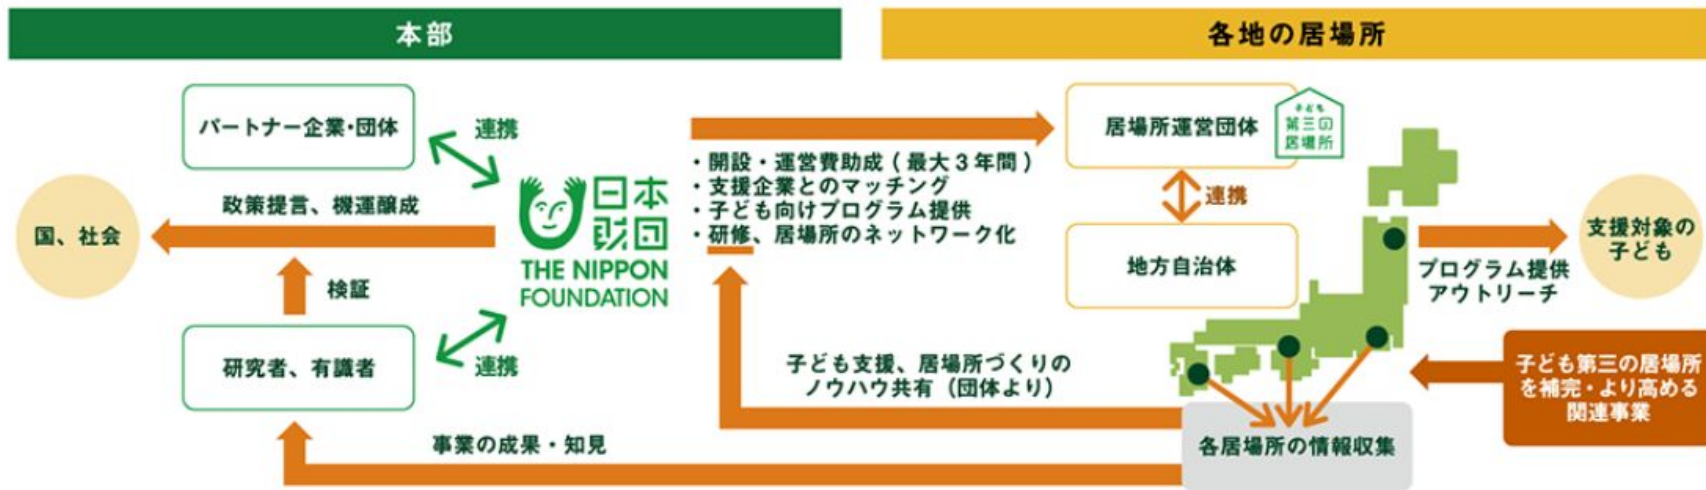 本部
各地の居場所
パートナー企業・団体
連携
国、社会
政策提言、機運醸成
検証
研究者、有識者
連携
日本
財団
THE NIPPON
FOUNDATION
・開設・運営費助成（最大３年間）
・支援企業とのマッチング
・子ども向けプログラム提供
・研修、居場所のネットワーク化
居場所運営団体
子ども
第三の
居場所
連携
地方自治体
プログラム提供
アウトリーチ
支援対象の
子ども
子ども支援、居場所づくりの
ノウハウ共有（団体より）
事業の成果・知見
各居場所の情報収集
子ども第三の居場所
を補完・より高める
関連事業